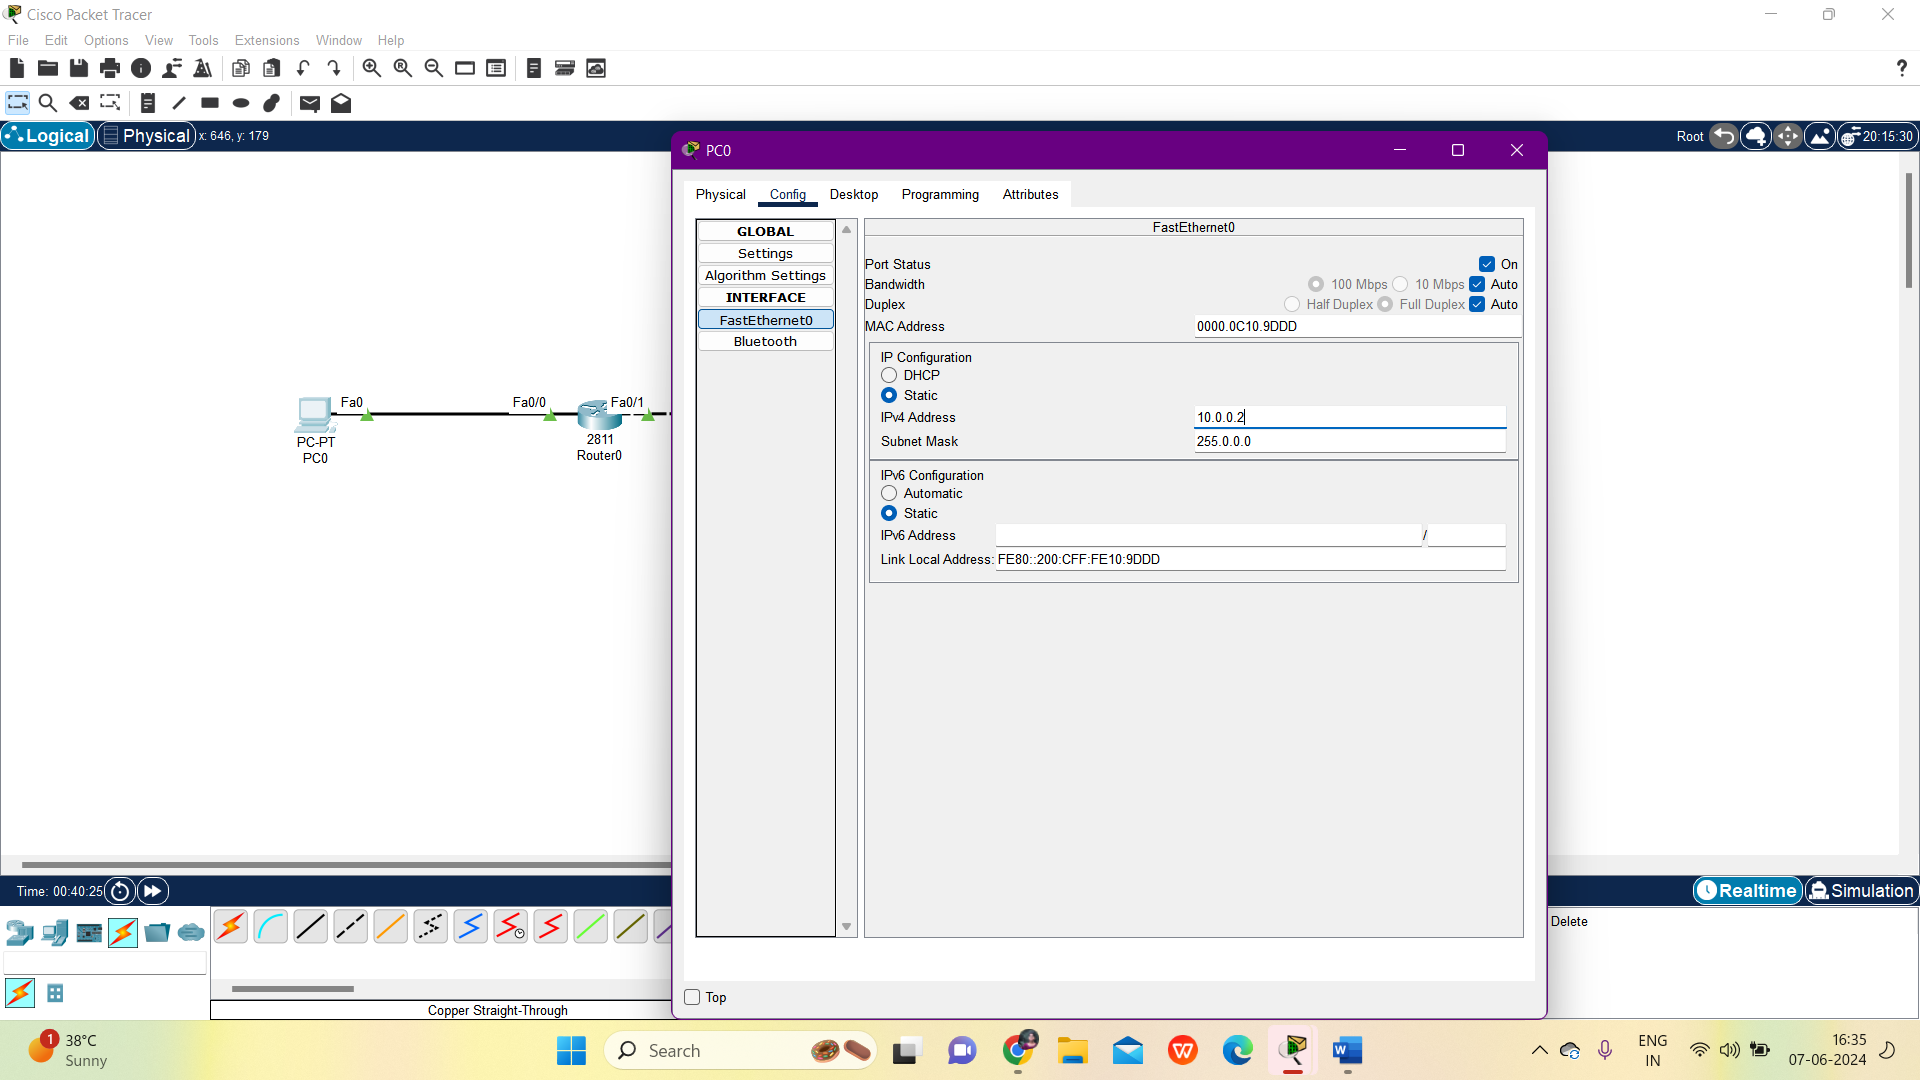 Cisco Packet Tracer
File Edit Options View Tools Extensions Window Help
Logical Physical x: 646, y: 179
Root 20:15:30
PC0
Physical Config Desktop Programming Attributes
GLOBAL
Settings
Algorithm Settings
INTERFACE
FastEthernet0
Bluetooth
FastEthernet0
Port Status On
Bandwidth 100 Mbps 10 Mbps Auto
Duplex Half Duplex Full Duplex Auto
MAC Address 0000.0C10.9DDD
IP Configuration
DHCP
Static
IPv4 Address 10.0.0.2
Subnet Mask 255.0.0.0
IPv6 Configuration
Automatic
Static
IPv6 Address /
Link Local Address: FE80::200:CFF:FE10:9DDD
Top
Fa0 Fa0/0 Fa0/1
PC-PT
PC0
2811
Router0
Time: 00:40:25
Realtime Simulation
Delete
Copper Straight-Through
1
38°C
Sunny
Search
ENG
IN
16:35
07-06-2024